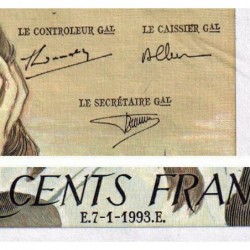 LE CONTROLEUR GAL LE CAISSIER GAL
LE SECRÉTAIRE GAL
CENTS FRAN
E.7-1-1993.E.